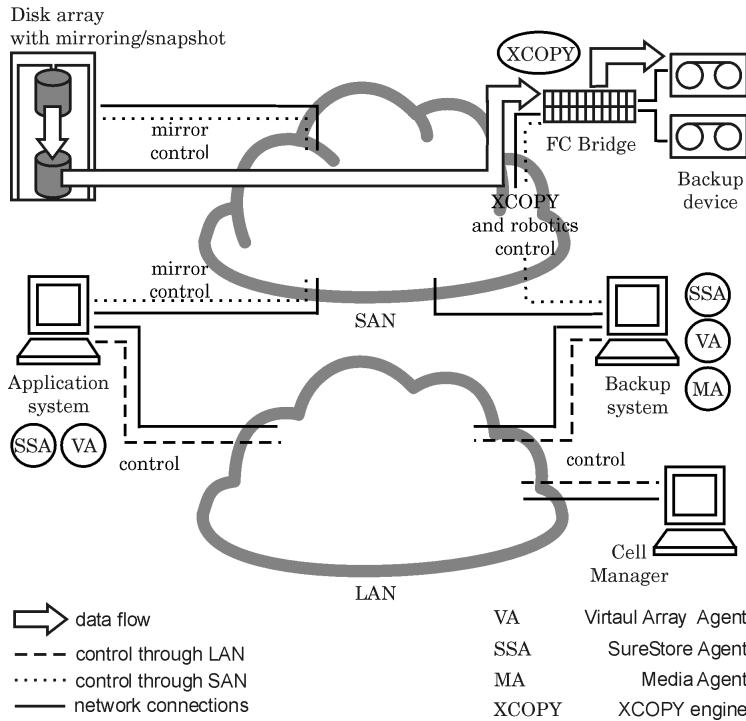 Disk array
with mirroring/snapshot
XCOPY
mirror
control
FC Bridge
Backup
device
XCOPY
and robotics
control
mirror
control
SAN
SSA
VA
MA
Application
system
Backup
system
SSA
VA
control
control
Cell
Manager
LAN
data flow
control through LAN
control through SAN
network connections
VA Virtaul Array Agent
SSA SureStore Agent
MA Media Agent
XCOPY XCOPY engine